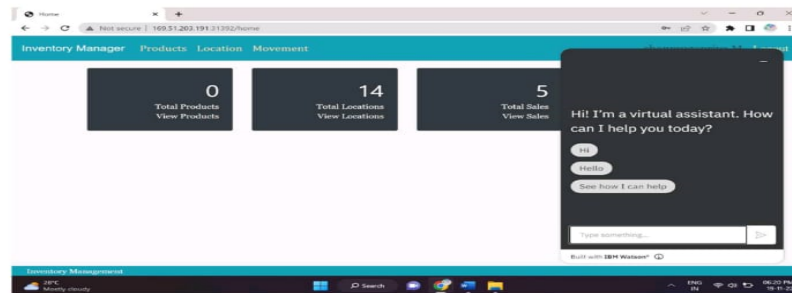 Home
Not secure | 169.51.203.191:31392/home
Inventory Manager Products Location Movement
0
Total Products
View Products
14
Total Locations
View Locations
5
Total Sales
View Sales
Hi! I'm a virtual assistant. How
can I help you today?
Hi
Hello
See how I can help
Type something...
Built with IBM Watson®
Inventory Management
28°C
Mostly cloudy
Search
ENG
IN
06:20 PM